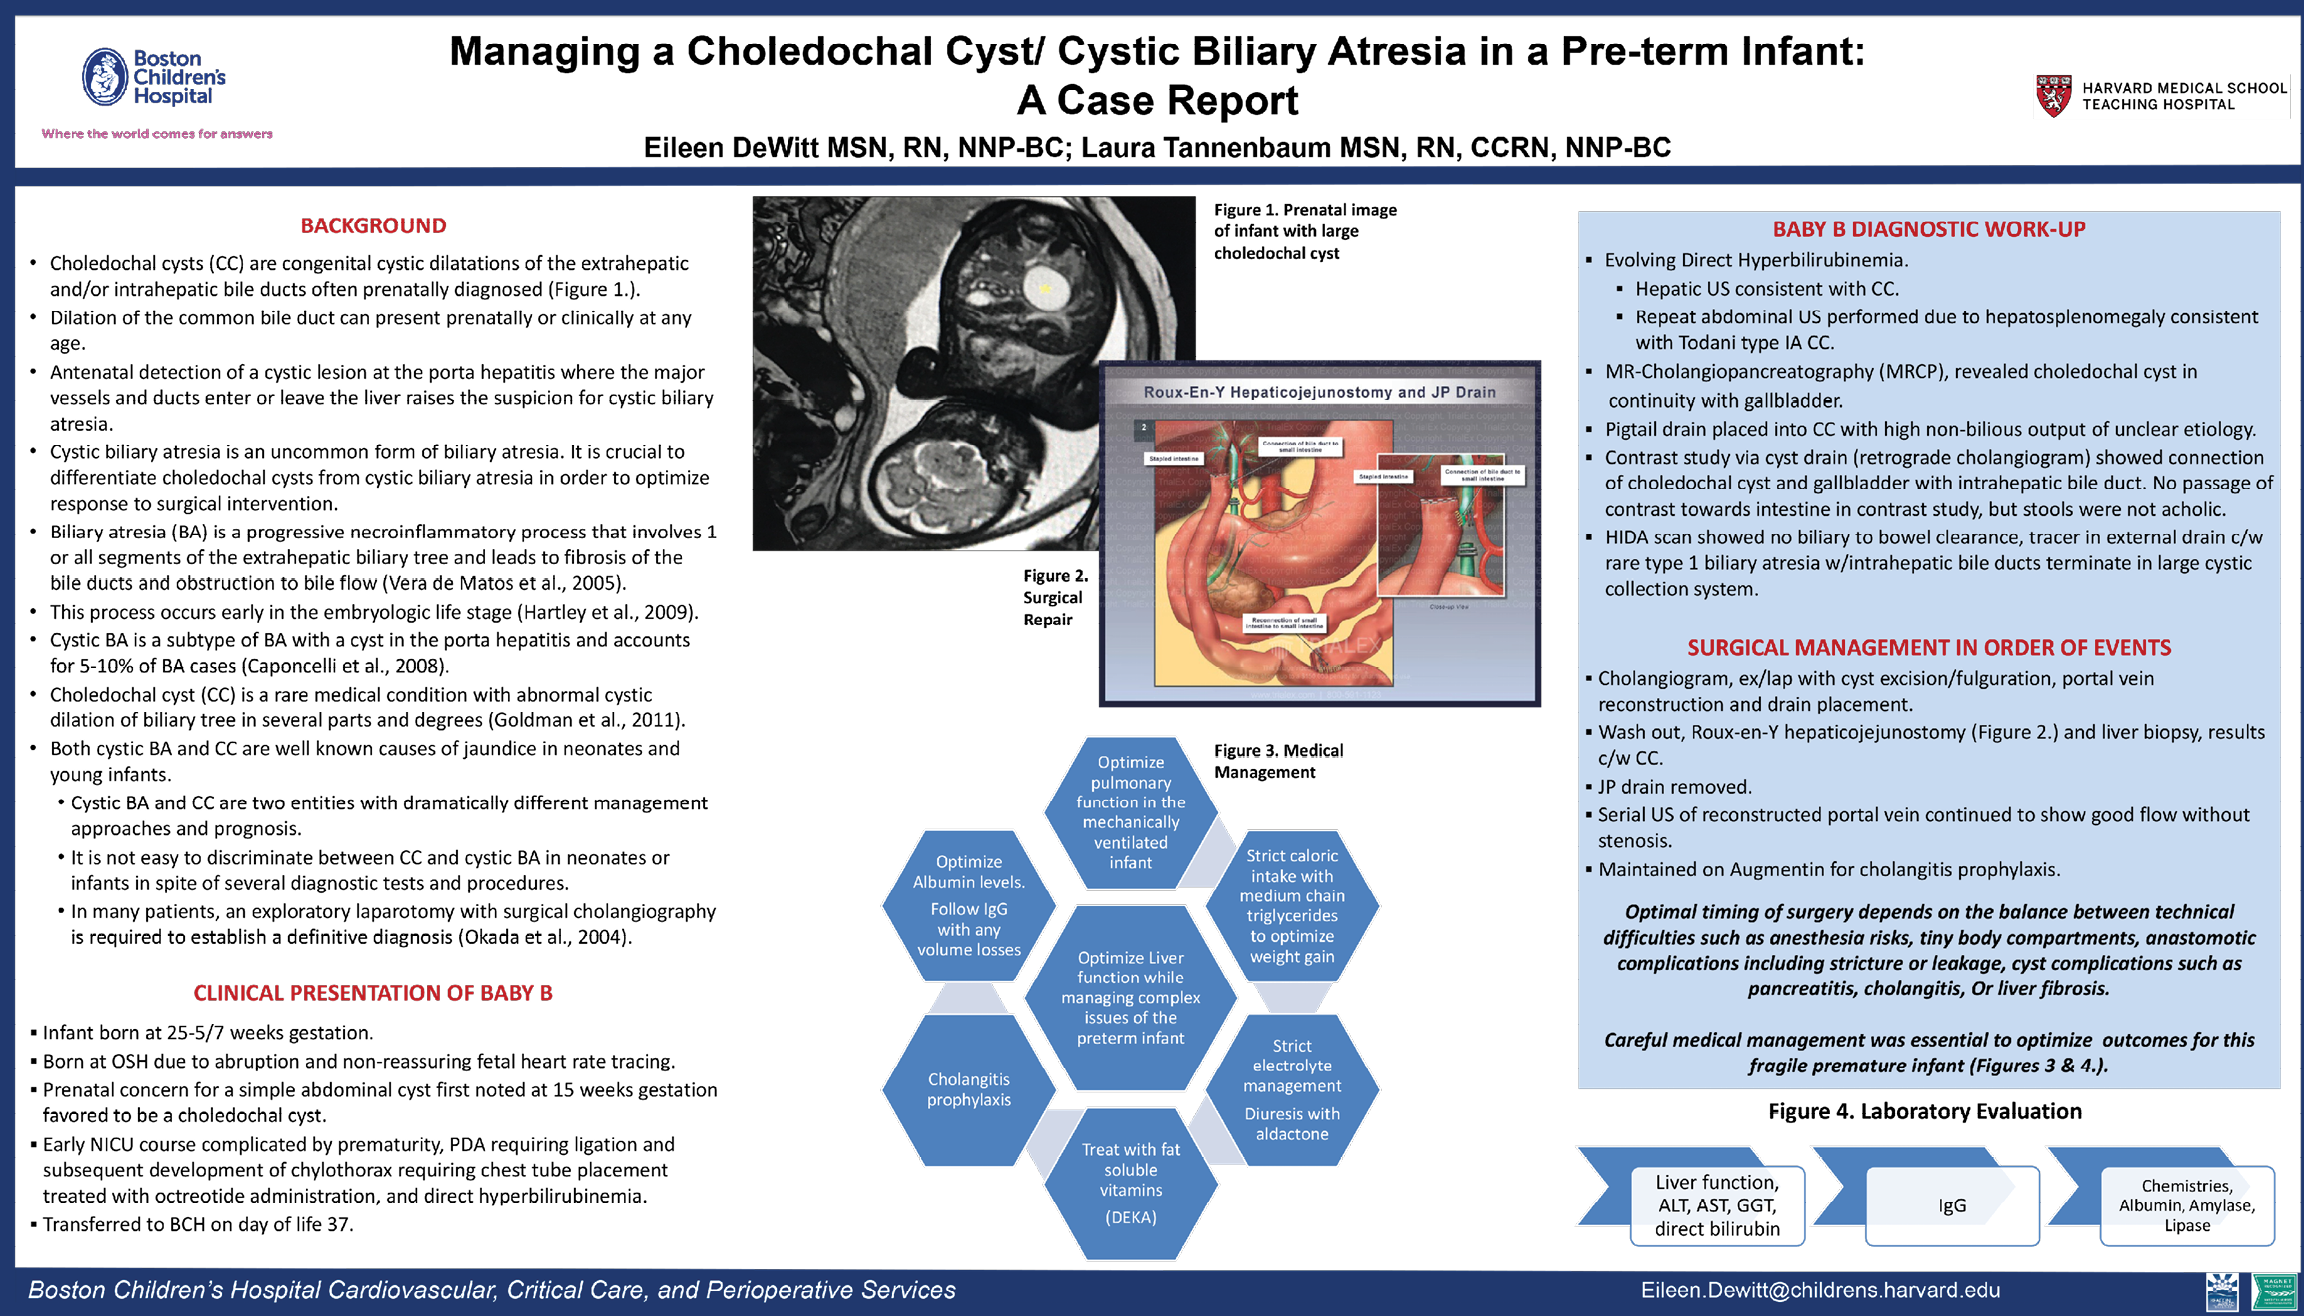 Boston
Children's
Hospital
Where the world comes for answers
Managing a Choledochal Cyst/ Cystic Biliary Atresia in a Pre-term Infant:
A Case Report
Eileen DeWitt MSN, RN, NNP-BC; Laura Tannenbaum MSN, RN, CCRN, NNP-BC
HARVARD MEDICAL SCHOOL
TEACHING HOSPITAL
BACKGROUND
• Choledochal cysts (CC) are congenital cystic dilatations of the extrahepatic
and/or intrahepatic bile ducts often prenatally diagnosed (Figure 1.).
• Dilation of the common bile duct can present prenatally or clinically at any
age.
• Antenatal detection of a cystic lesion at the porta hepatitis where the major
vessels and ducts enter or leave the liver raises the suspicion for cystic biliary
atresia.
• Cystic biliary atresia is an uncommon form of biliary atresia. It is crucial to
differentiate choledochal cysts from cystic biliary atresia in order to optimize
response to surgical intervention.
• Biliary atresia (BA) is a progressive necroinflammatory process that involves 1
or all segments of the extrahepatic biliary tree and leads to fibrosis of the
bile ducts and obstruction to bile flow (Vera de Matos et al., 2005).
• This process occurs early in the embryologic life stage (Hartley et al., 2009).
• Cystic BA is a subtype of BA with a cyst in the porta hepatitis and accounts
for 5-10% of BA cases (Caponcelli et al., 2008).
• Choledochal cyst (CC) is a rare medical condition with abnormal cystic
dilation of biliary tree in several parts and degrees (Goldman et al., 2011).
• Both cystic BA and CC are well known causes of jaundice in neonates and
young infants.
• Cystic BA and CC are two entities with dramatically different management
approaches and prognosis.
• It is not easy to discriminate between CC and cystic BA in neonates or
infants in spite of several diagnostic tests and procedures.
• In many patients, an exploratory laparotomy with surgical cholangiography
is required to establish a definitive diagnosis (Okada et al., 2004).
CLINICAL PRESENTATION OF BABY B
▪ Infant born at 25-5/7 weeks gestation.
▪ Born at OSH due to abruption and non-reassuring fetal heart rate tracing.
▪ Prenatal concern for a simple abdominal cyst first noted at 15 weeks gestation
favored to be a choledochal cyst.
▪ Early NICU course complicated by prematurity, PDA requiring ligation and
subsequent development of chylothorax requiring chest tube placement
treated with octreotide administration, and direct hyperbilirubinemia.
▪ Transferred to BCH on day of life 37.
Figure 1. Prenatal image
of infant with large
choledochal cyst
Roux-En-Y Hepaticojejunostomy and JP Drain
2
Stapled intestine
Connection of bile duct to
small intestine
Stapled intestine
Connection of bile duct to
small intestine
Close-up View
Reconnection of small
intestine to small intestine
Figure 2.
Surgical
Repair
Figure 3. Medical
Management
Optimize
pulmonary
function in the
mechanically
ventilated
infant
Optimize
Albumin levels.
Follow IgG
with any
volume losses
Strict caloric
intake with
medium chain
triglycerides
to optimize
weight gain
Optimize Liver
function while
managing complex
issues of the
preterm infant
Cholangitis
prophylaxis
Strict
electrolyte
management
Diuresis with
aldactone
Treat with fat
soluble
vitamins
(DEKA)
BABY B DIAGNOSTIC WORK-UP
▪ Evolving Direct Hyperbilirubinemia.
▪ Hepatic US consistent with CC.
▪ Repeat abdominal US performed due to hepatosplenomegaly consistent
with Todani type IA CC.
▪ MR-Cholangiopancreatography (MRCP), revealed choledochal cyst in
continuity with gallbladder.
▪ Pigtail drain placed into CC with high non-bilious output of unclear etiology.
▪ Contrast study via cyst drain (retrograde cholangiogram) showed connection
of choledochal cyst and gallbladder with intrahepatic bile duct. No passage of
contrast towards intestine in contrast study, but stools were not acholic.
▪ HIDA scan showed no biliary to bowel clearance, tracer in external drain c/w
rare type 1 biliary atresia w/intrahepatic bile ducts terminate in large cystic
collection system.
SURGICAL MANAGEMENT IN ORDER OF EVENTS
▪ Cholangiogram, ex/lap with cyst excision/fulguration, portal vein
reconstruction and drain placement.
▪ Wash out, Roux-en-Y hepaticojejunostomy (Figure 2.) and liver biopsy, results
c/w CC.
▪ JP drain removed.
▪ Serial US of reconstructed portal vein continued to show good flow without
stenosis.
▪ Maintained on Augmentin for cholangitis prophylaxis.
Optimal timing of surgery depends on the balance between technical
difficulties such as anesthesia risks, tiny body compartments, anastomotic
complications including stricture or leakage, cyst complications such as
pancreatitis, cholangitis, Or liver fibrosis.
Careful medical management was essential to optimize outcomes for this
fragile premature infant (Figures 3 & 4.).
Figure 4. Laboratory Evaluation
Liver function,
ALT, AST, GGT,
direct bilirubin
IgG
Chemistries,
Albumin, Amylase,
Lipase
Boston Children's Hospital Cardiovascular, Critical Care, and Perioperative Services
Eileen.Dewitt@childrens.harvard.edu
MAGNET